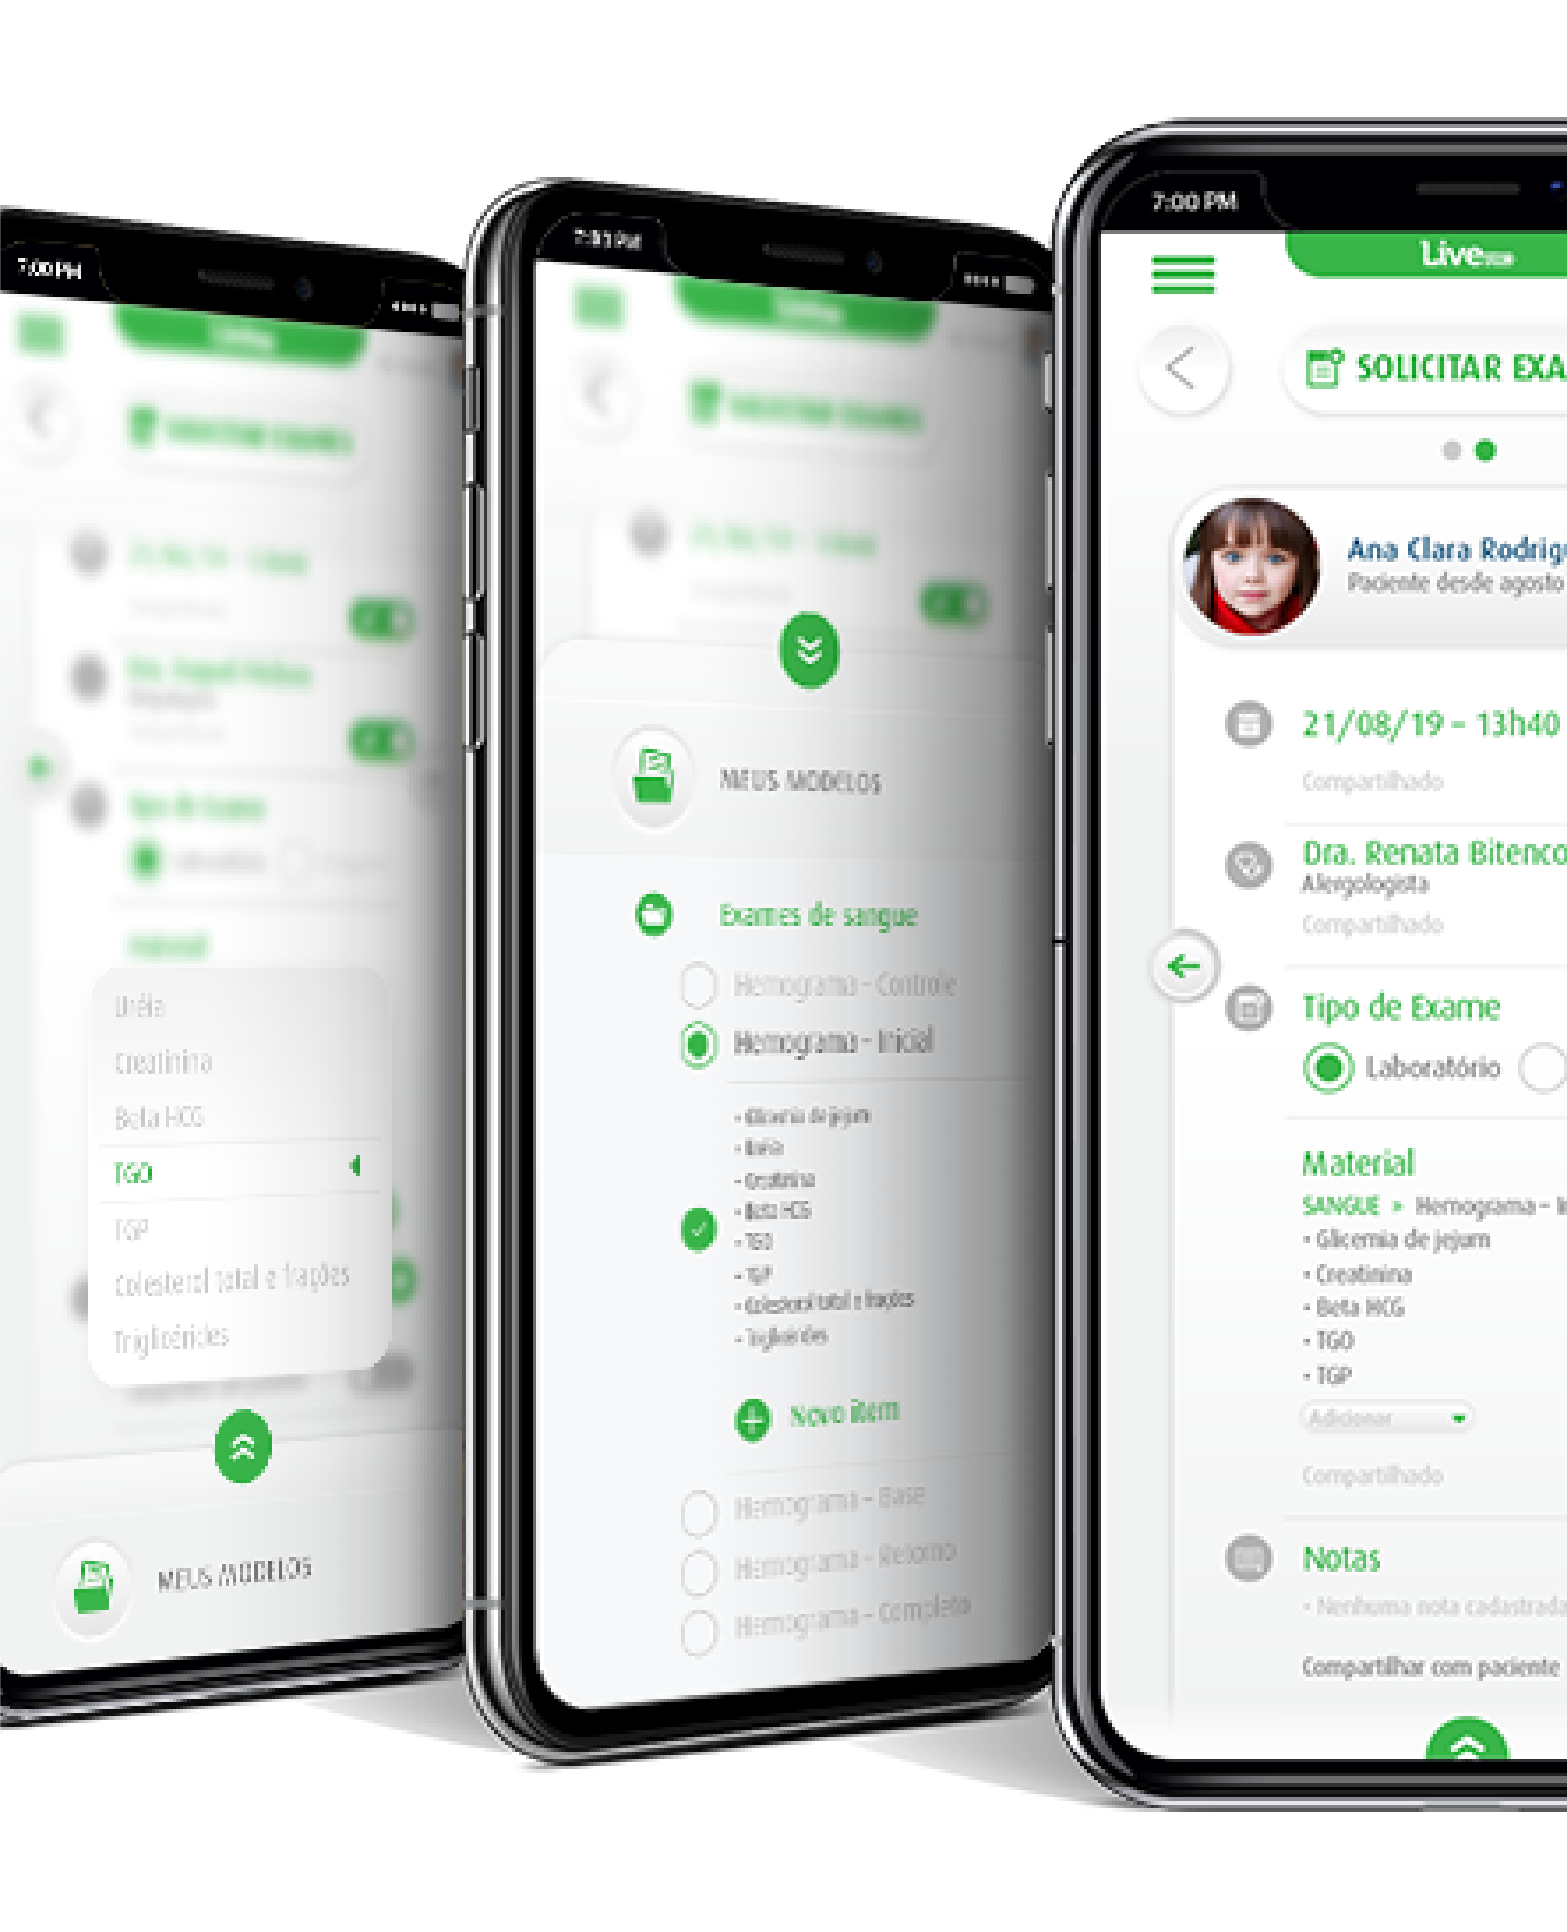 7:00 PM
MEUS MODELOS
Uréia
Creatinina
Beta HCG
TGO
TGP
Colesterol total e frações
Triglicérides
MEUS MODELOS
Exames de sangue
Hemograma – Controle
Hemograma – Inicial
• Glicemia de jejum
• Uréia
• Creatinina
• Beta HCG
• TGO
• TGP
• Colesterol total e frações
• Triglicérides
Novo item
Hemograma – Base
Hemograma – Retorno
Hemograma – Completo
7:00 PM
Live
SOLICITAR EXA
Ana Clara Rodrig
Paciente desde agosto
21/08/19 – 13h40
Compartilhado
Dra. Renata Bitenco
Alergologista
Compartilhado
Tipo de Exame
Laboratório
Material
SANGUE » Hemograma – In
• Glicemia de jejum
• Creatinina
• Beta HCG
• TGO
• TGP
Adicionar
Compartilhado
Notas
• Nenhuma nota cadastrada
Compartilhar com paciente